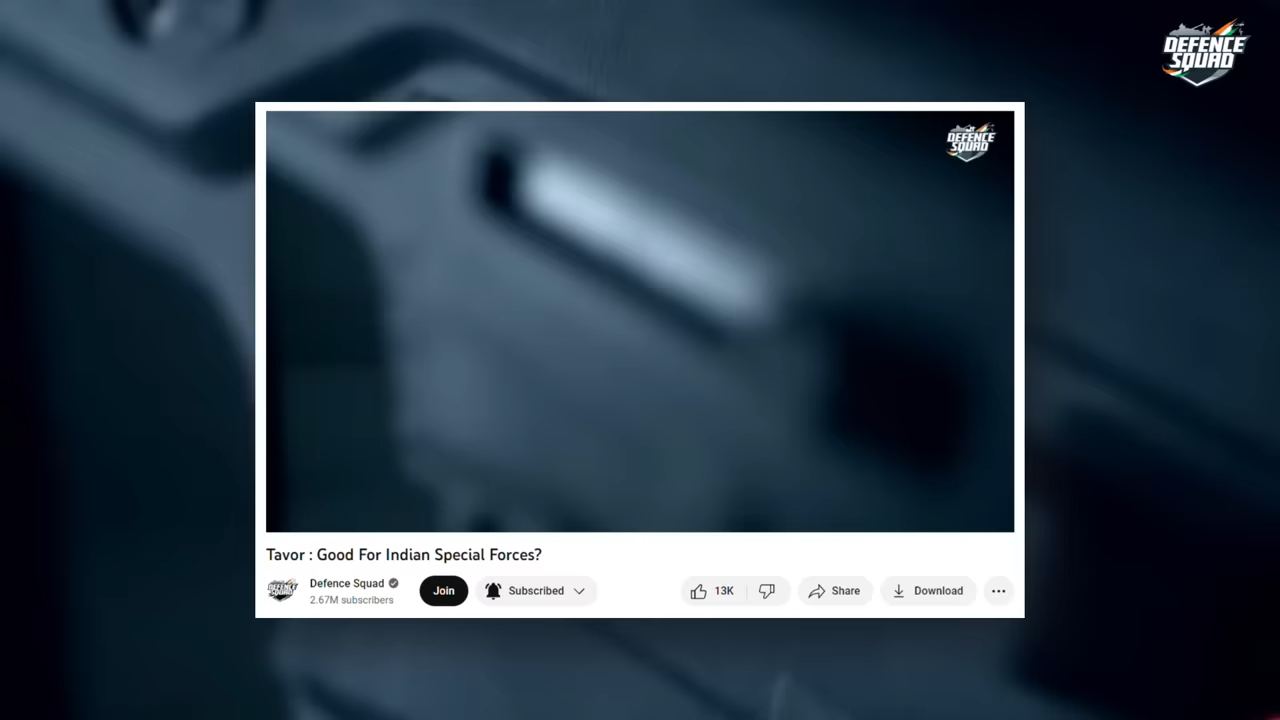 DEFENCE
SQUAD
DEFENCE
SQUAD
Tavor : Good For Indian Special Forces?
Defence Squad
2.67M subscribers
Join
Subscribed
13K
Share
Download